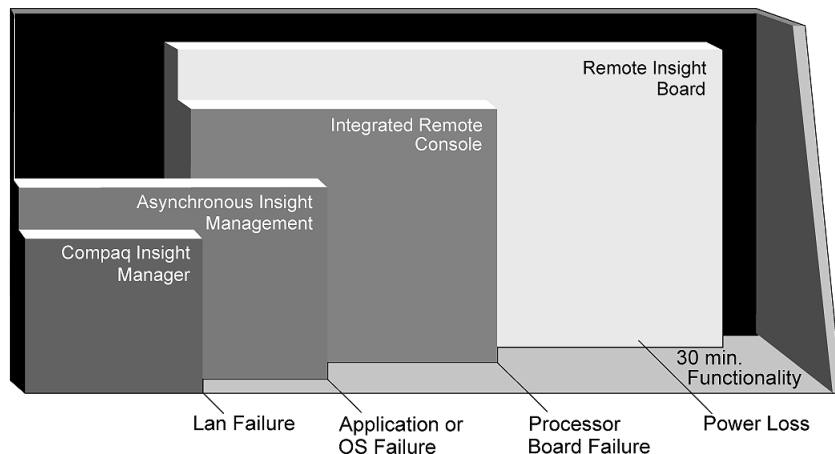 Remote Insight
Board
Integrated Remote
Console
Asynchronous Insight
Management
Compaq Insight
Manager
30 min.
Functionality
Lan Failure
Application or
OS Failure
Processor
Board Failure
Power Loss